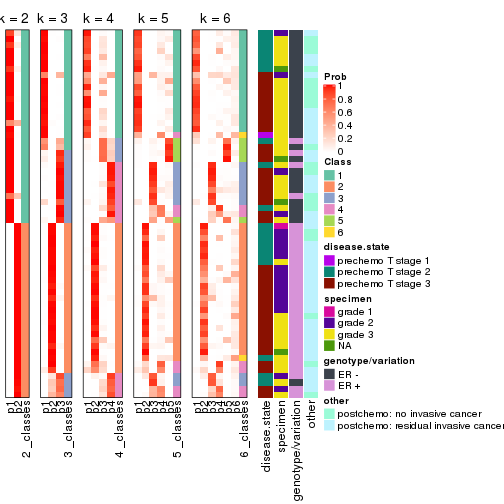 k = 2
k = 3
k = 4
k = 5
k = 6
p1
p2
2_classes
p1
p2
p3
3_classes
p1
p2
p3
p4
4_classes
p1
p2
p3
p4
p5
5_classes
p1
p2
p3
p4
p5
p6
6_classes
disease.state
specimen
genotype/variation
other
Prob
1
0.8
0.6
0.4
0.2
0
Class
1
2
3
4
5
6
disease.state
prechemo T stage 1
prechemo T stage 2
prechemo T stage 3
specimen
grade 1
grade 2
grade 3
NA
genotype/variation
ER -
ER +
other
postchemo: no invasive cancer
postchemo: residual invasive cancer